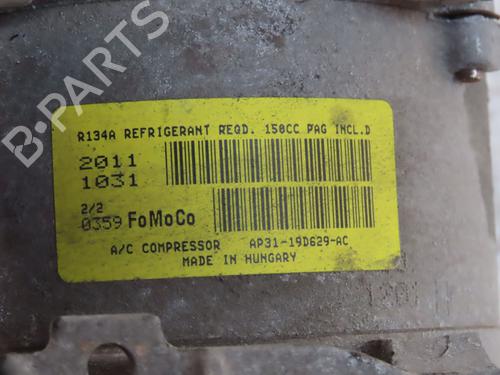 B-PARTS
R134A REFRIGERANT REQD. 150CC PAG INCL.D
2011
1031
2/2
0359 FoMoCo
A/C COMPRESSOR AP31-19D629-AC
MADE IN HUNGARY